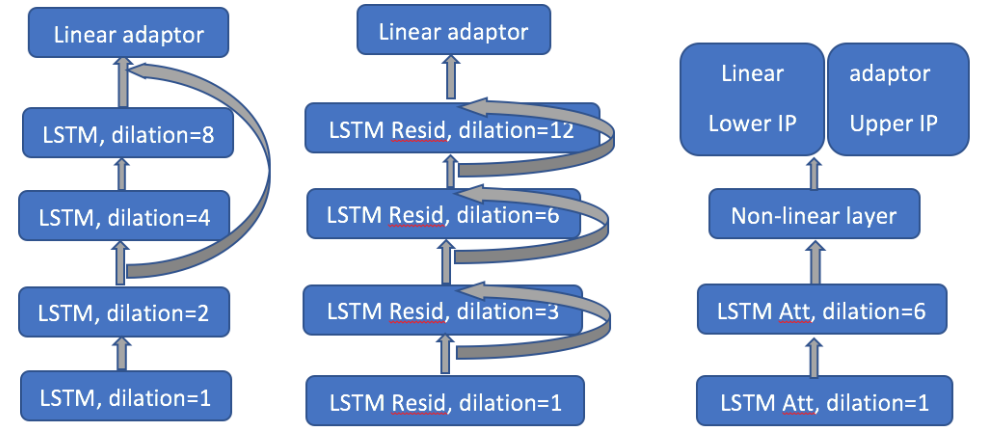 Linear adaptor
LSTM, dilation=8
LSTM, dilation=4
LSTM, dilation=2
LSTM, dilation=1
Linear adaptor
LSTM Resid, dilation=12
LSTM Resid, dilation=6
LSTM Resid, dilation=3
LSTM Resid, dilation=1
Linear adaptor
Lower IP Upper IP
Non-linear layer
LSTM Att, dilation=6
LSTM Att, dilation=1